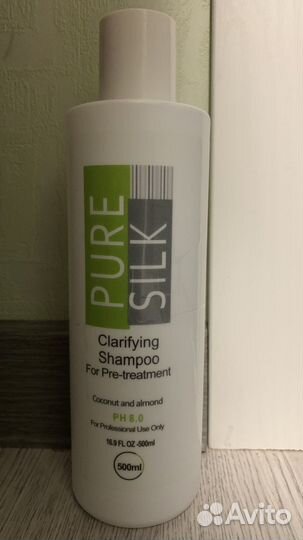 PURE
SILK
Clarifying
Shampoo
For Pre-treatment
Coconut and almond
PH 8.0
For Professional Use Only
16.9 FL OZ -500ml
500ml
Avito